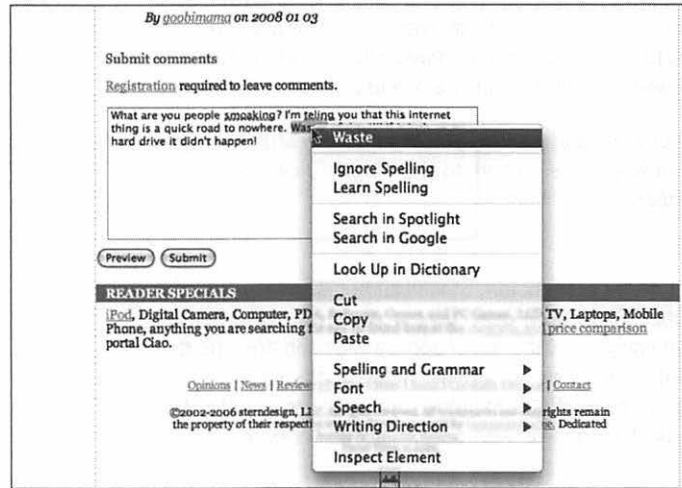 By goobimama on 2008 01 03
Submit comments
Registration required to leave comments.
What are you people smoaking? I'm teling you that this internet
thing is a quick road to nowhere. Was
hard drive it didn't happen!
Waste
Ignore Spelling
Learn Spelling
Search in Spotlight
Search in Google
Look Up in Dictionary
Cut
Copy
Paste
Spelling and Grammar
Font
Speech
Writing Direction
Inspect Element
Preview Submit
READER SPECIALS
iPod, Digital Camera, Computer, PD TV, Laptops, Mobile
Phone, anything you are searching f price comparison
portal Ciao.
Opinions | News | Review | Contact
©2002-2006 sterndesign, LL rights remain
the property of their respecti Dedicated